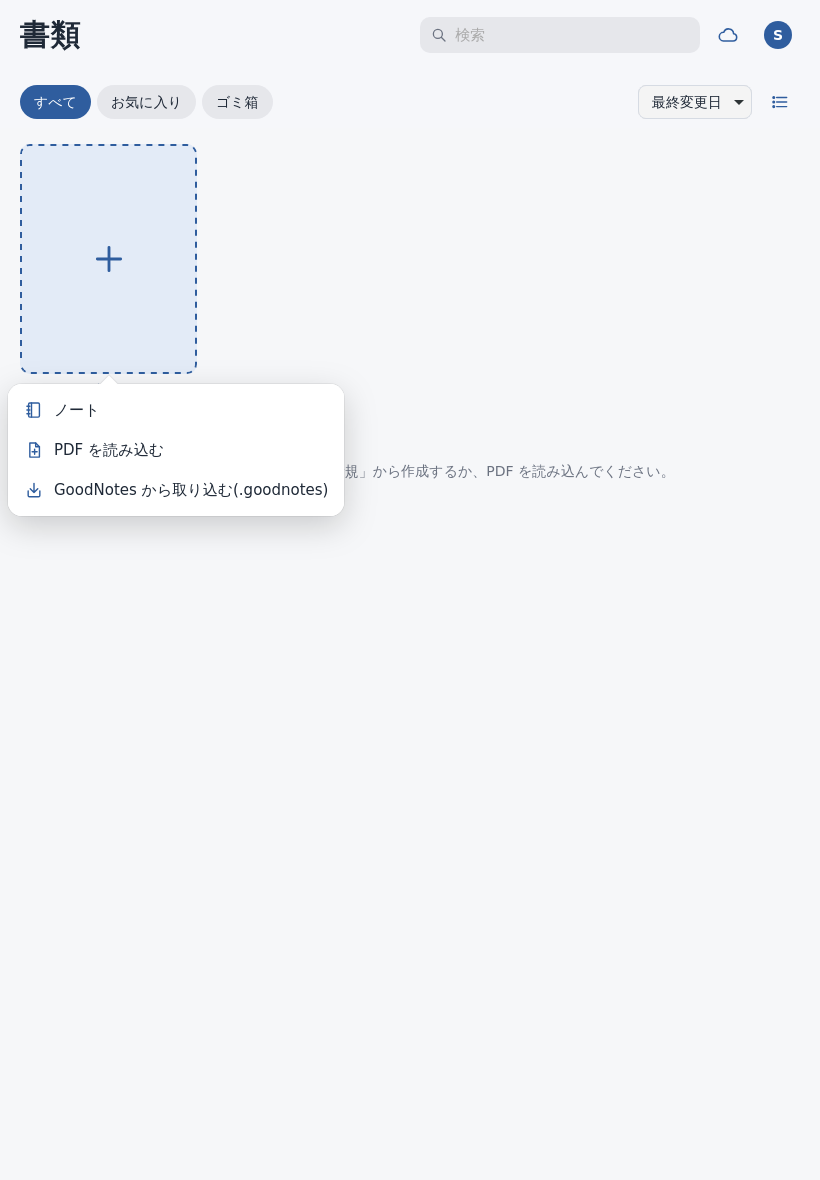 書類
検索
S
すべて
お気に入り
ゴミ箱
最終変更日
ノート
PDF を読み込む
規」から作成するか、PDF を読み込んでください。
GoodNotes から取り込む(.goodnotes)